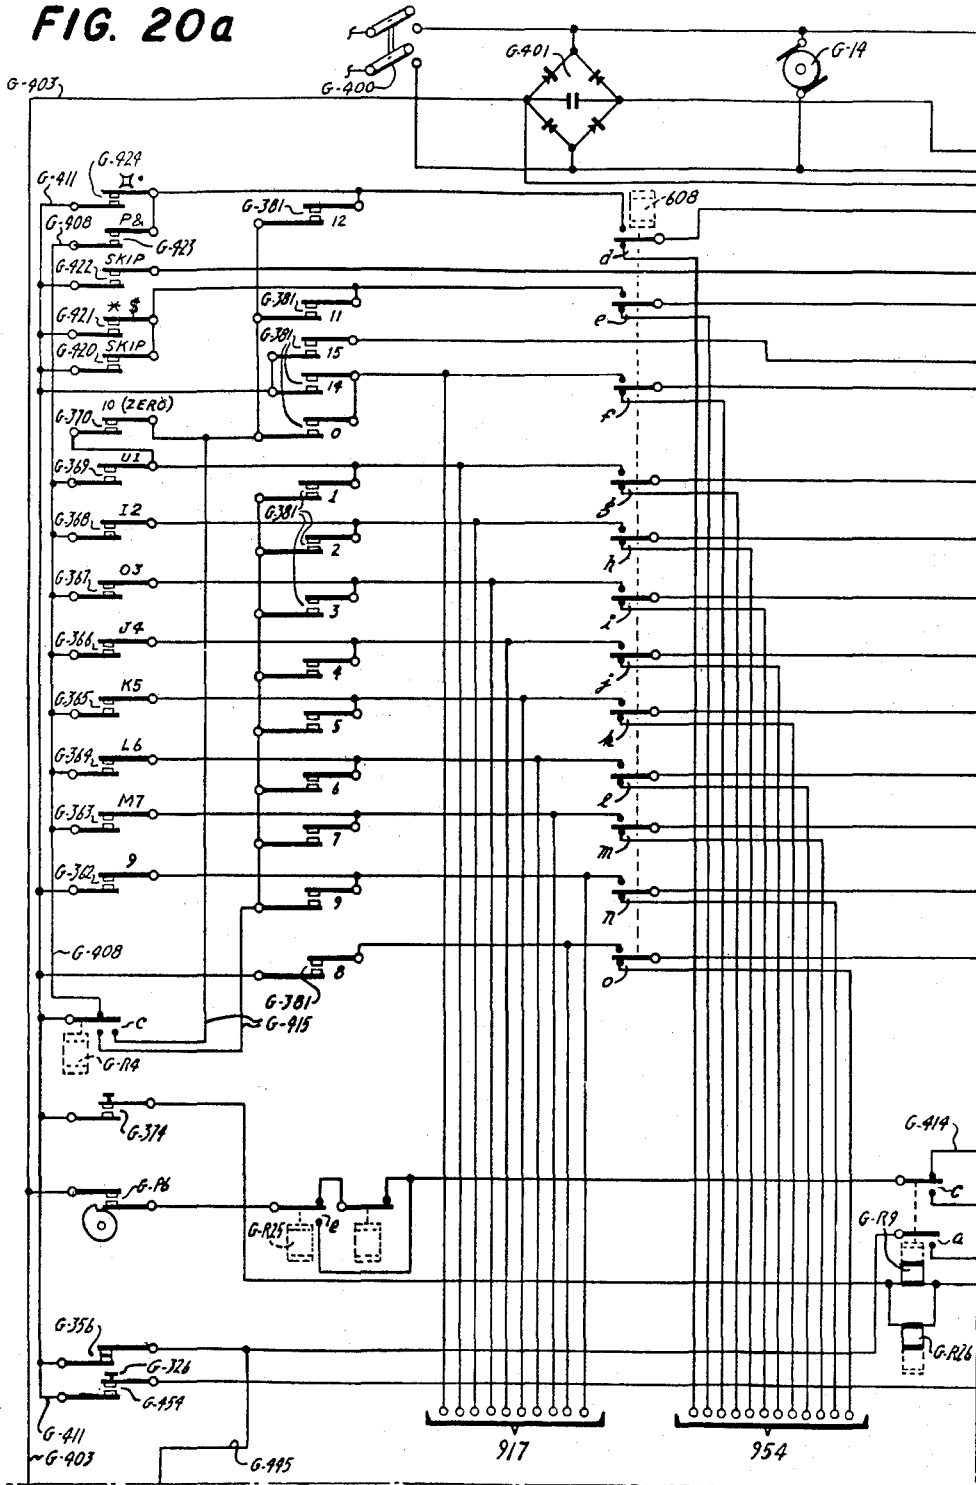 FIG. 20a
G-400
G-401
G-14
G-403
G-424
¤.
G-411
G-408
P&
G-423
G-381
12
608
d
G-422
SKIP
G-421
* $
G-420
SKIP
G-381
11
e
G-381
15
14
f
G-370
10 (ZERO)
0
G-369
U1
1
g
G-381
G-368
I2
2
h
G-367
O3
3
i
G-366
J4
4
j
G-365
K5
5
k
G-364
L6
6
l
G-363
M7
7
m
G-362
9
9
n
G-408
8
o
G-381
c
G-415
G-R4
G-374
G-414
G-P6
c
G-R25
e
G-R9
a
G-356
G-326
G-R26
G-454
G-411
G-403
G-495
917
954